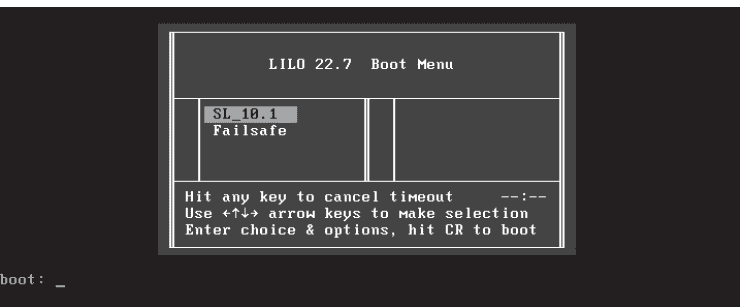 LILO 22.7  Boot Menu
SL_10.1
Failsafe
Hit any key to cancel timeout     --:--
Use ←↑↓→ arrow keys to make selection
Enter choice & options, hit CR to boot
boot: _